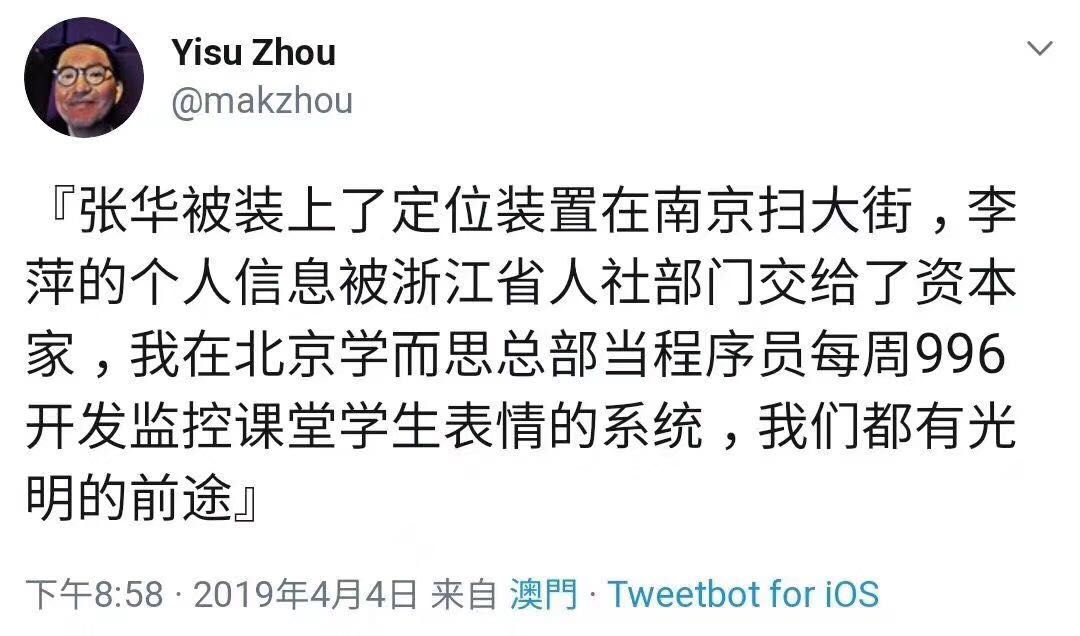 Yisu Zhou
@makzhou
『张华被装上了定位装置在南京扫大街，李
萍的个人信息被浙江省人社部门交给了资本
家，我在北京学而思总部当程序员每周996
开发监控课堂学生表情的系统，我们都有光
明的前途』
下午8:58 · 2019年4月4日 来自 澳門 · Tweetbot for iOS